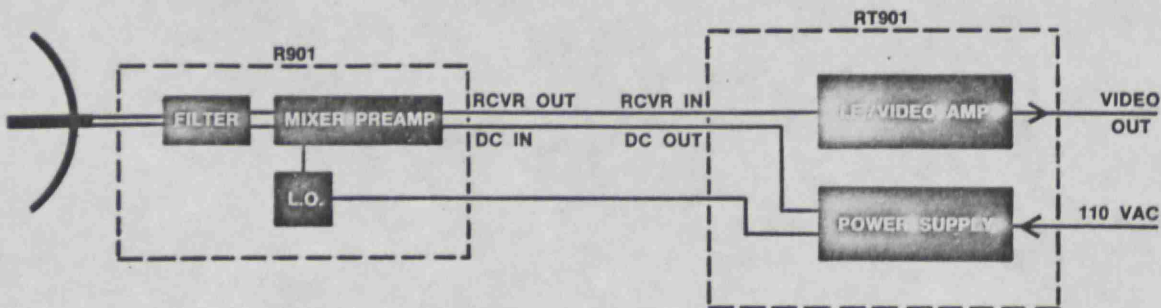 R901
RT901
FILTER
MIXER PREAMP
L.O.
RCVR OUT
DC IN
RCVR IN
DC OUT
I.F./VIDEO AMP
POWER SUPPLY
VIDEO
OUT
110 VAC